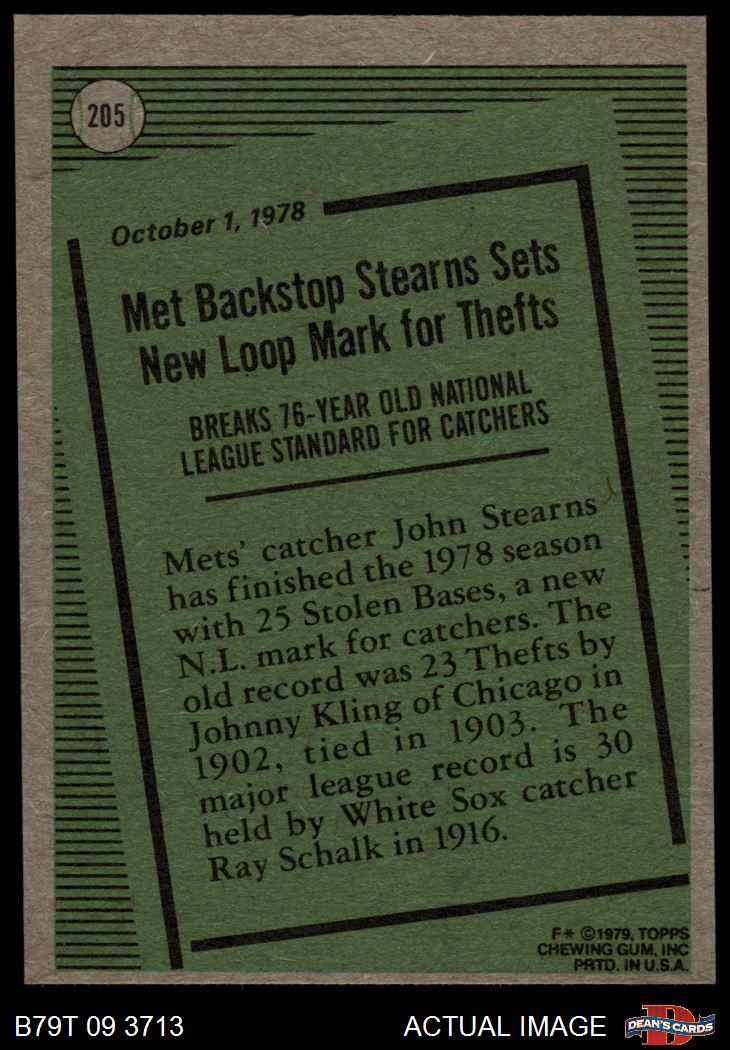 205
October 1, 1978
Met Backstop Stearns Sets
New Loop Mark for Thefts
BREAKS 76-YEAR OLD NATIONAL
LEAGUE STANDARD FOR CATCHERS
Mets' catcher John Stearns
has finished the 1978 season
with 25 Stolen Bases, a new
N.L. mark for catchers. The
old record was 23 Thefts by
Johnny Kling of Chicago in
1902, tied in 1903. The
major league record is 30
held by White Sox catcher
Ray Schalk in 1916.
F* ©1979, TOPPS
CHEWING GUM, INC
PRTD. IN U.S.A.
B79T 09 3713
ACTUAL IMAGE
D
DEAN'S CARDS